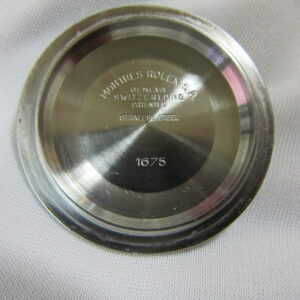 MONTRES ROLEX S.A.
GENEVA
SWITZERLAND
PATENTED
STAINLESS STEEL
1675